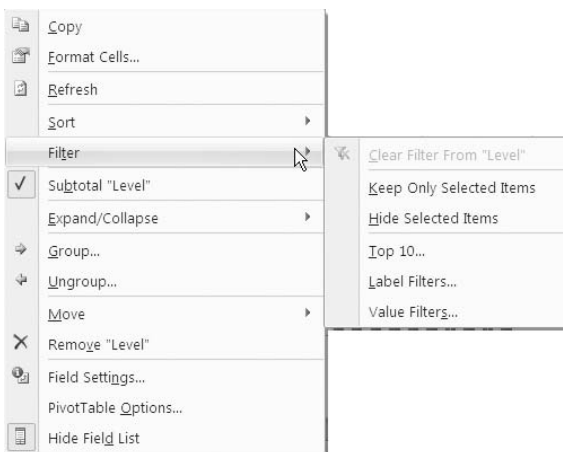 Copy
Format Cells...
Refresh
Sort
Filter
Subtotal "Level"
Expand/Collapse
Group...
Ungroup...
Move
Remove "Level"
Field Settings...
PivotTable Options...
Hide Field List
Clear Filter From "Level"
Keep Only Selected Items
Hide Selected Items
Top 10...
Label Filters...
Value Filters...